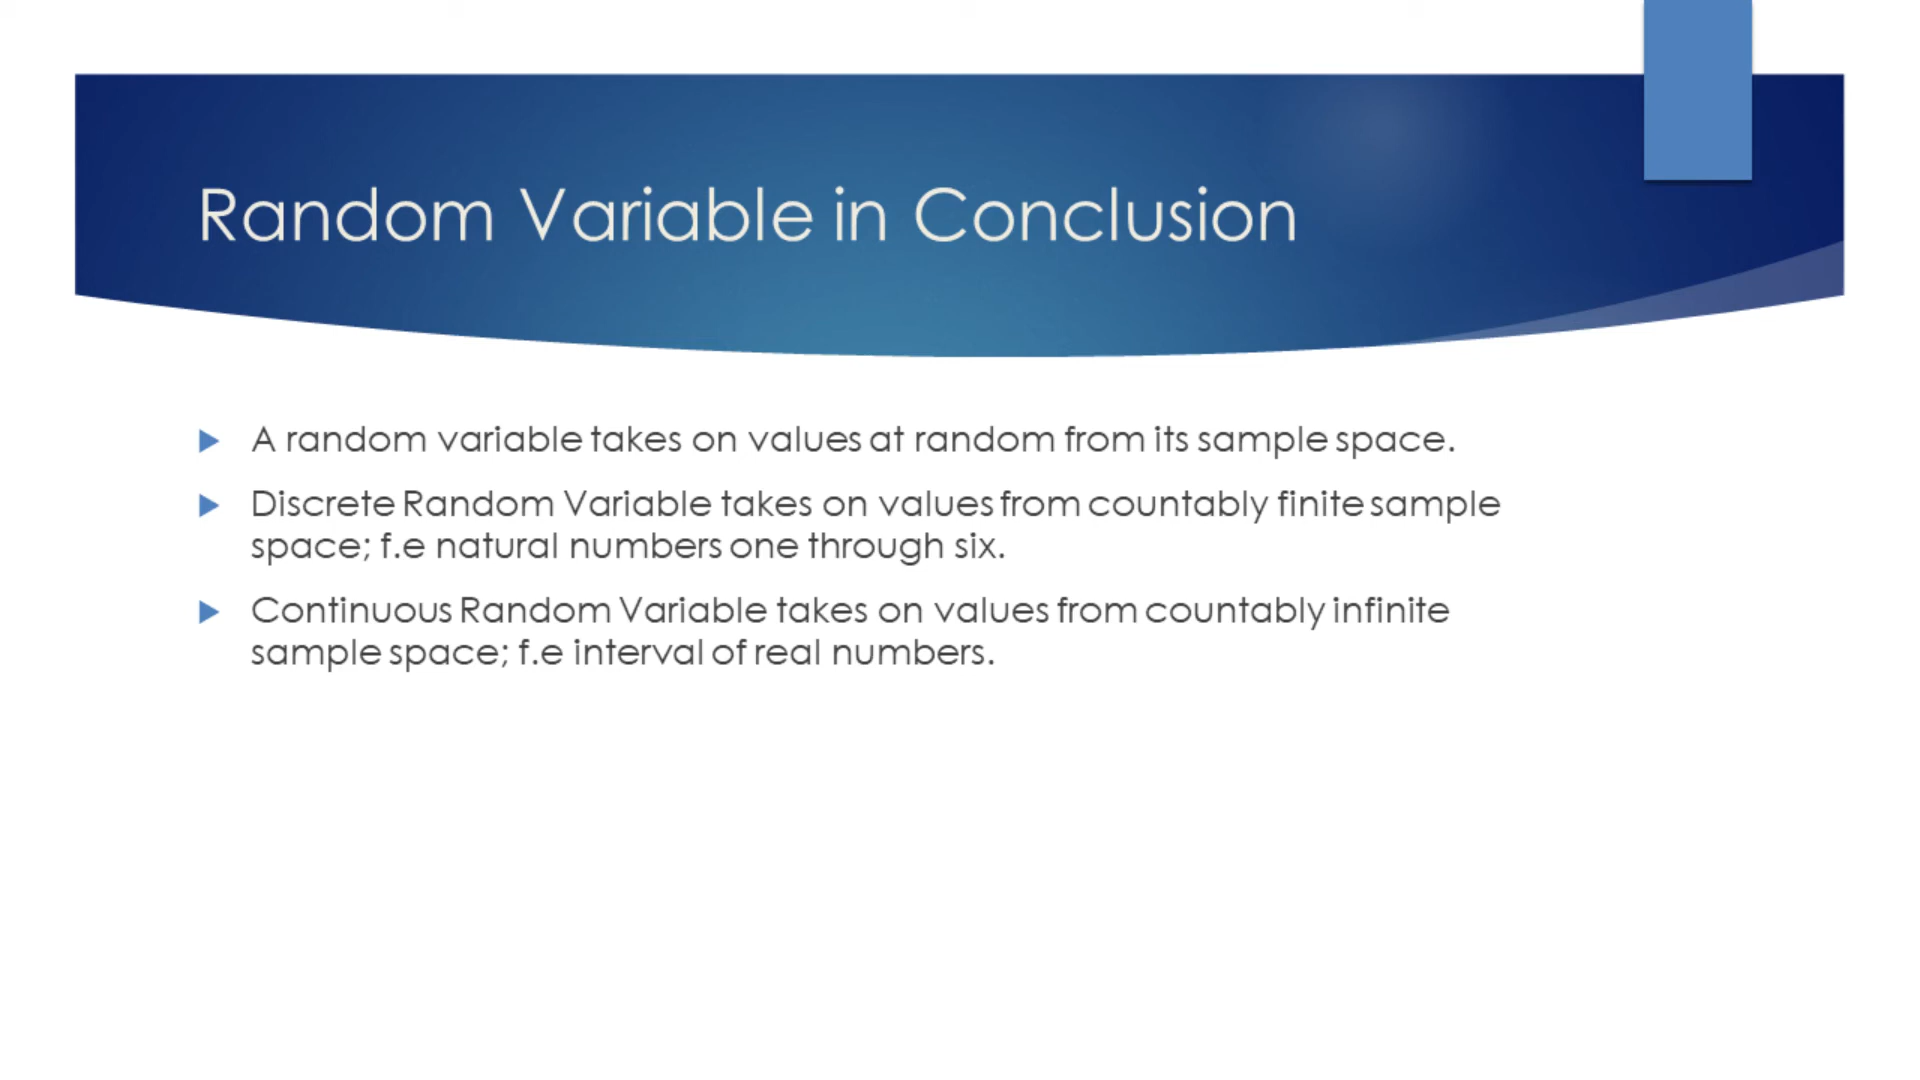 Random Variable in Conclusion
A random variable takes on values at random from its sample space.
Discrete Random Variable takes on values from countably finite sample
space; f.e natural numbers one through six.
Continuous Random Variable takes on values from countably infinite
sample space; f.e interval of real numbers.